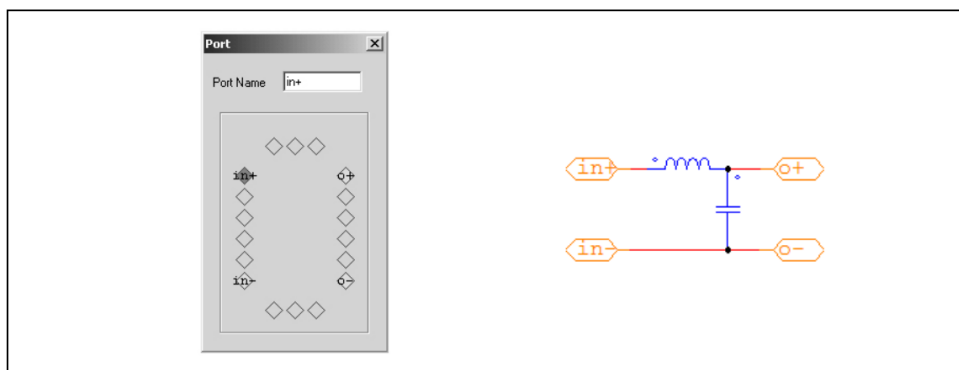 Port
Port Name in+
in+ o+
in- o-
in+ o+
in- o-